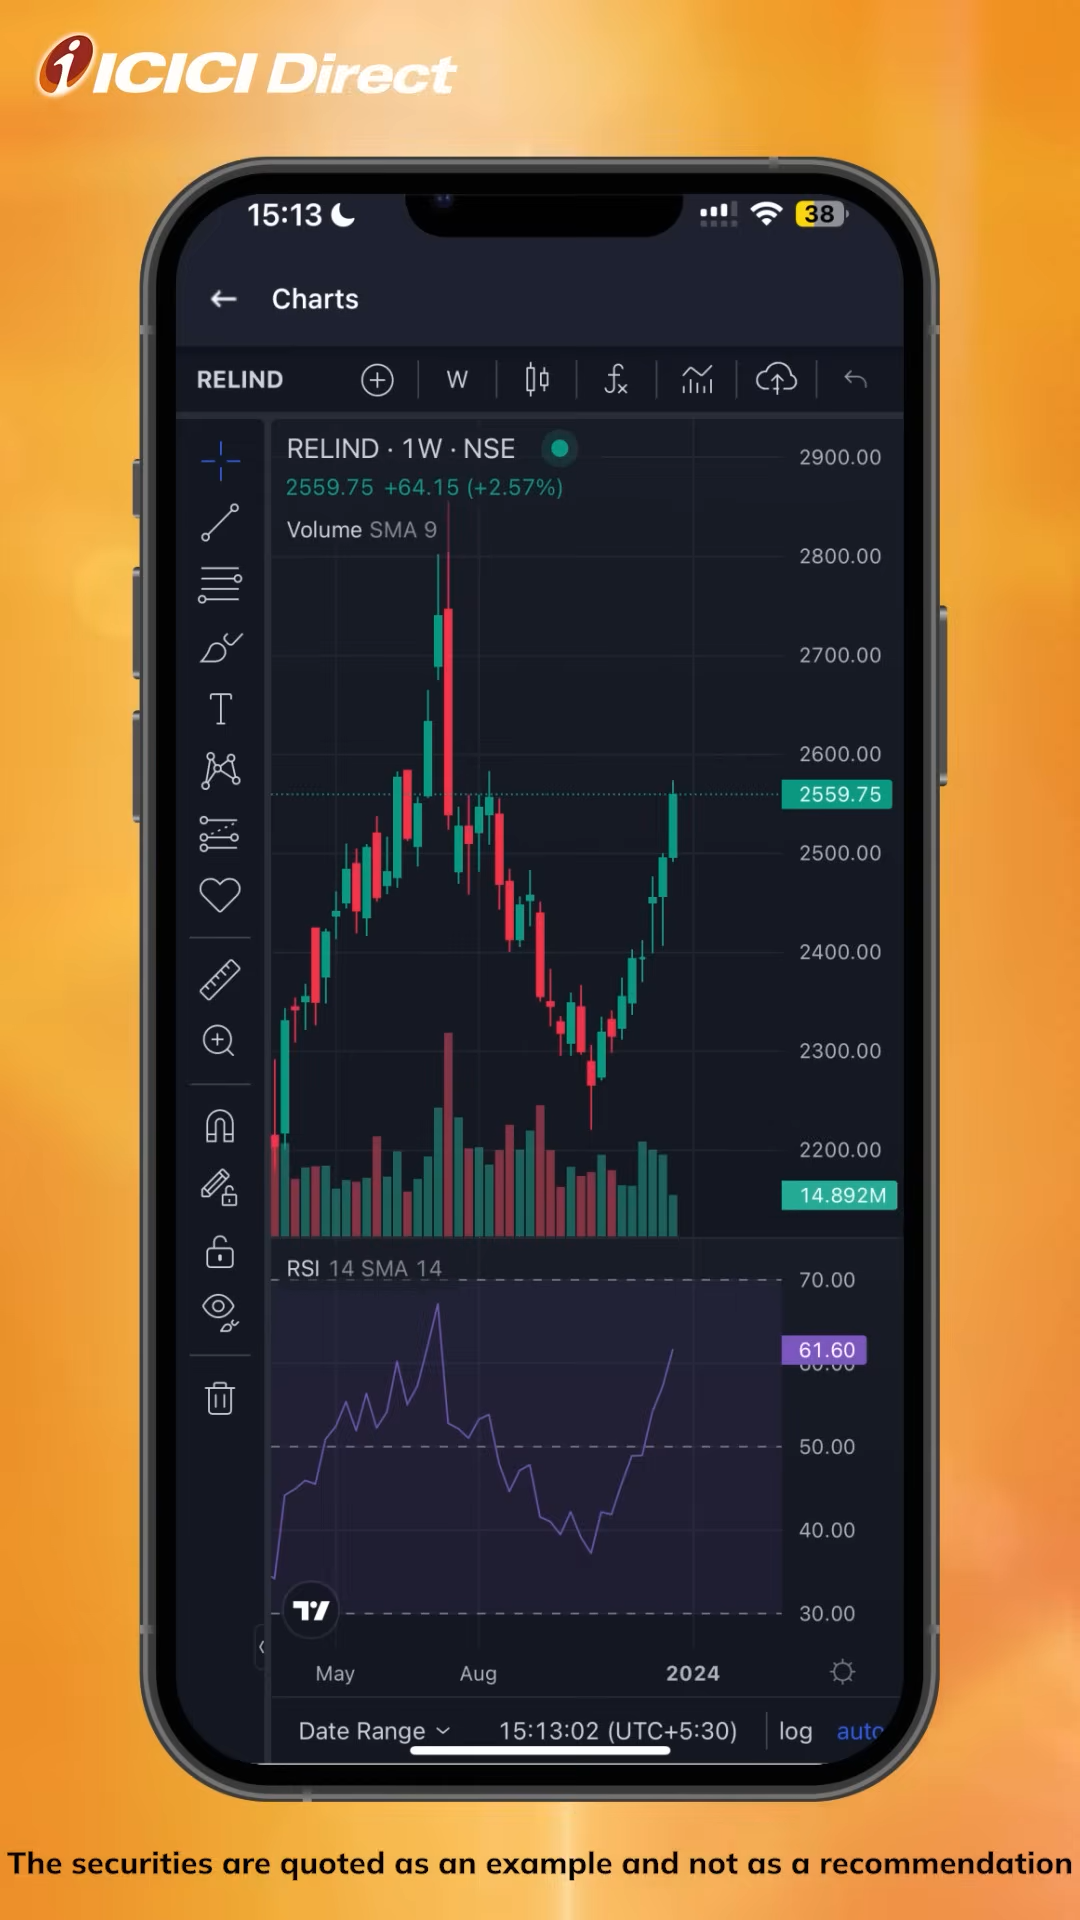 ICICI Direct
15:13
38
Charts
RELIND
W
RELIND · 1W · NSE
2559.75 +64.15 (+2.57%)
Volume SMA 9
2900.00
2800.00
2700.00
2600.00
2559.75
2500.00
2400.00
2300.00
2200.00
14.892M
RSI 14 SMA 14
70.00
61.60
60.00
50.00
40.00
30.00
May
Aug
2024
Date Range
15:13:02 (UTC+5:30)
log
auto
The securities are quoted as an example and not as a recommendation